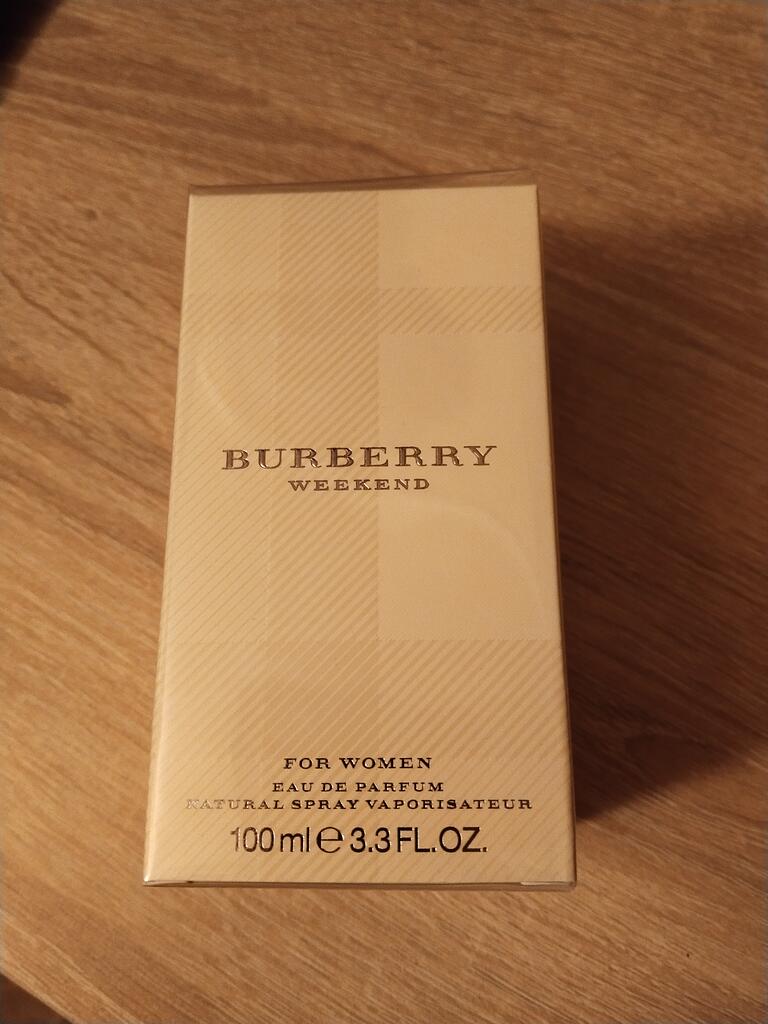 BURBERRY
WEEKEND
FOR WOMEN
EAU DE PARFUM
NATURAL SPRAY VAPORISATEUR
100 ml ℮ 3.3 FL.OZ.